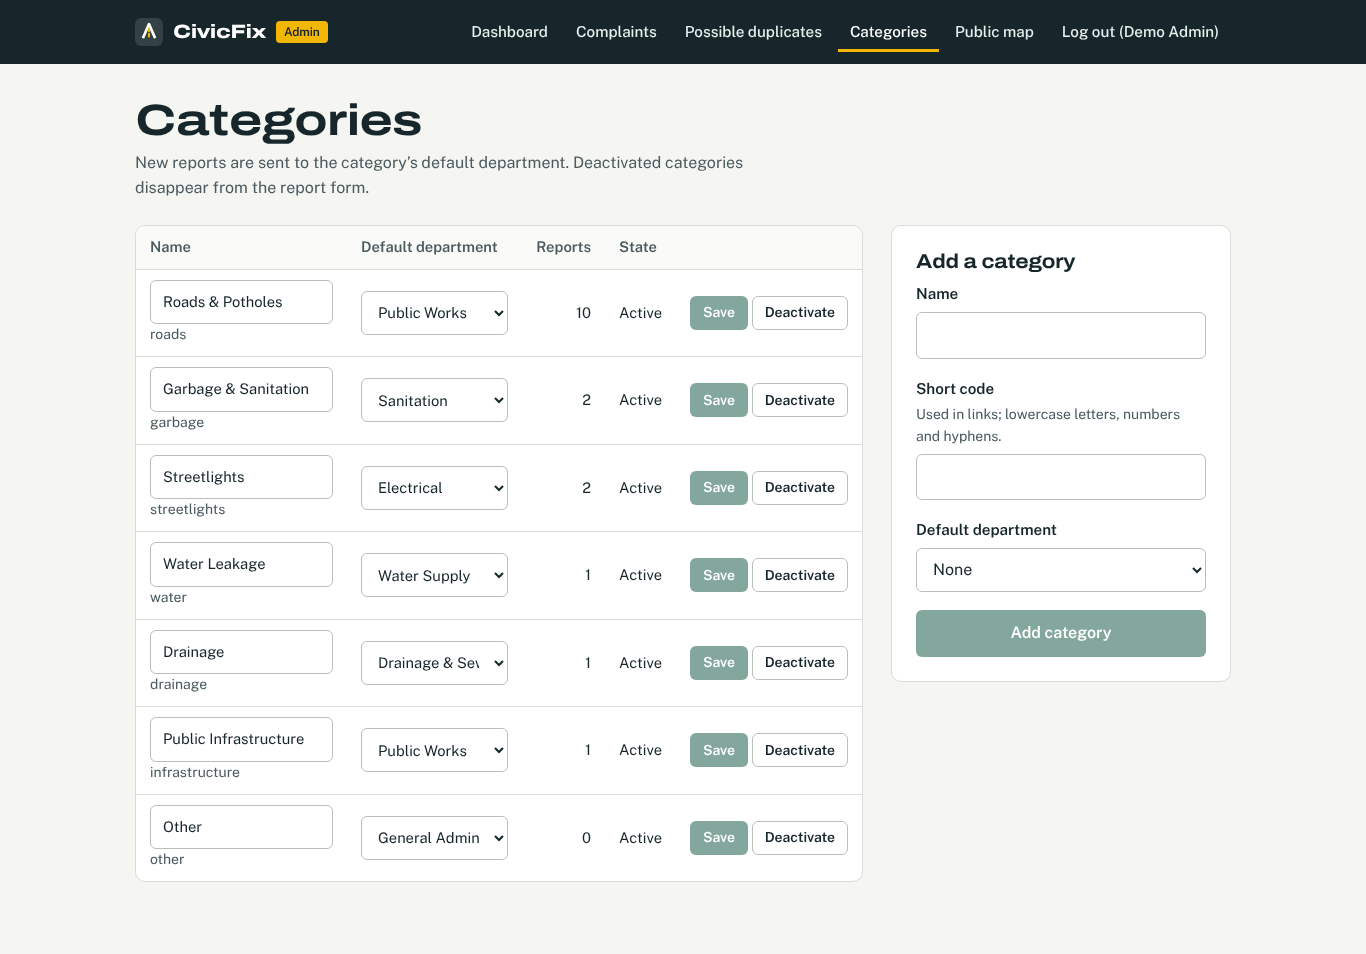 CivicFix Admin Dashboard Complaints Possible duplicates Categories Public map Log out (Demo Admin)
Categories
New reports are sent to the category’s default department. Deactivated categories
disappear from the report form.
Name Default department Reports State
Roads & Potholes Public Works 10 Active Save Deactivate
roads
Garbage & Sanitation Sanitation 2 Active Save Deactivate
garbage
Streetlights Electrical 2 Active Save Deactivate
streetlights
Water Leakage Water Supply 1 Active Save Deactivate
water
Drainage Drainage & Sew 1 Active Save Deactivate
drainage
Public Infrastructure Public Works 1 Active Save Deactivate
infrastructure
Other General Admin 0 Active Save Deactivate
other
Add a category
Name
Short code
Used in links; lowercase letters, numbers
and hyphens.
Default department
None
Add category